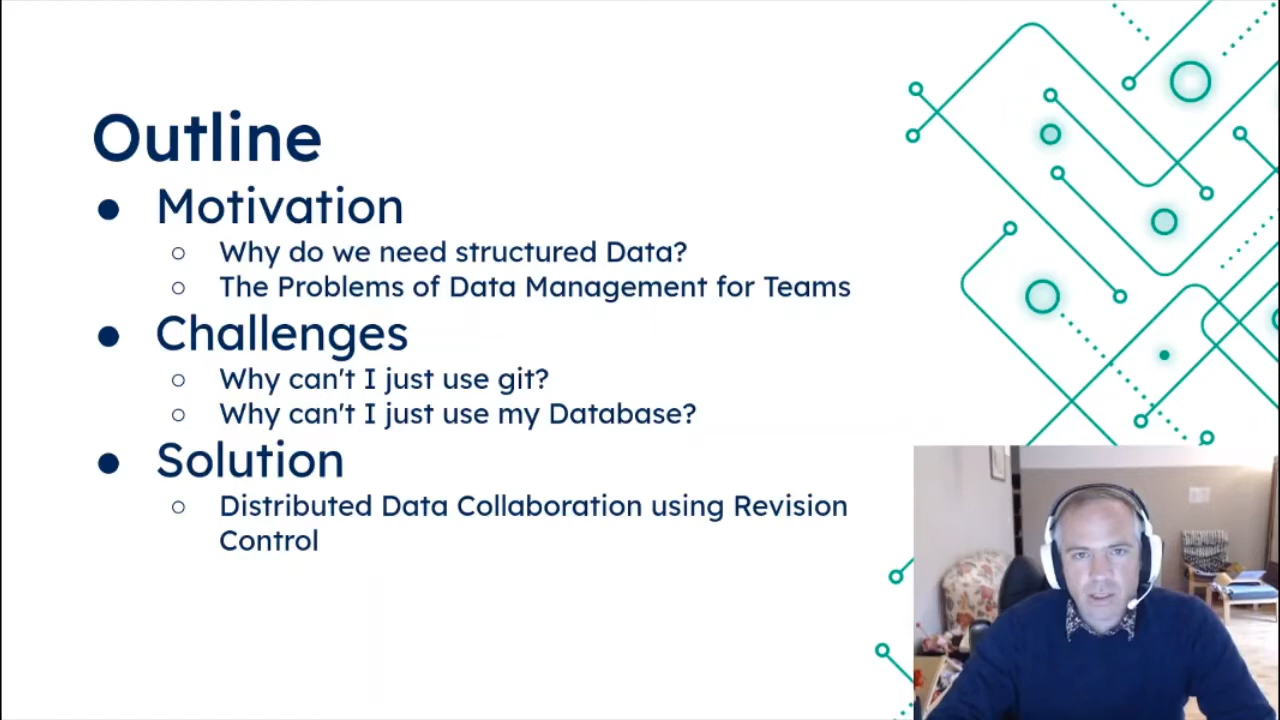 Outline
● Motivation
○ Why do we need structured Data?
○ The Problems of Data Management for Teams
● Challenges
○ Why can't I just use git?
○ Why can't I just use my Database?
● Solution
○ Distributed Data Collaboration using Revision
Control